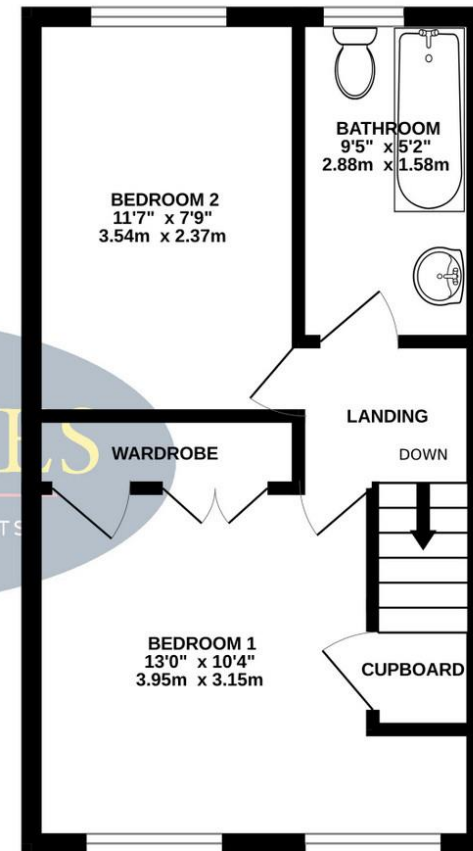 BATHROOM
9'5" x 5'2"
2.88m x 1.58m
BEDROOM 2
11'7" x 7'9"
3.54m x 2.37m
LANDING
DOWN
WARDROBE
BEDROOM 1
13'0" x 10'4"
3.95m x 3.15m
CUPBOARD